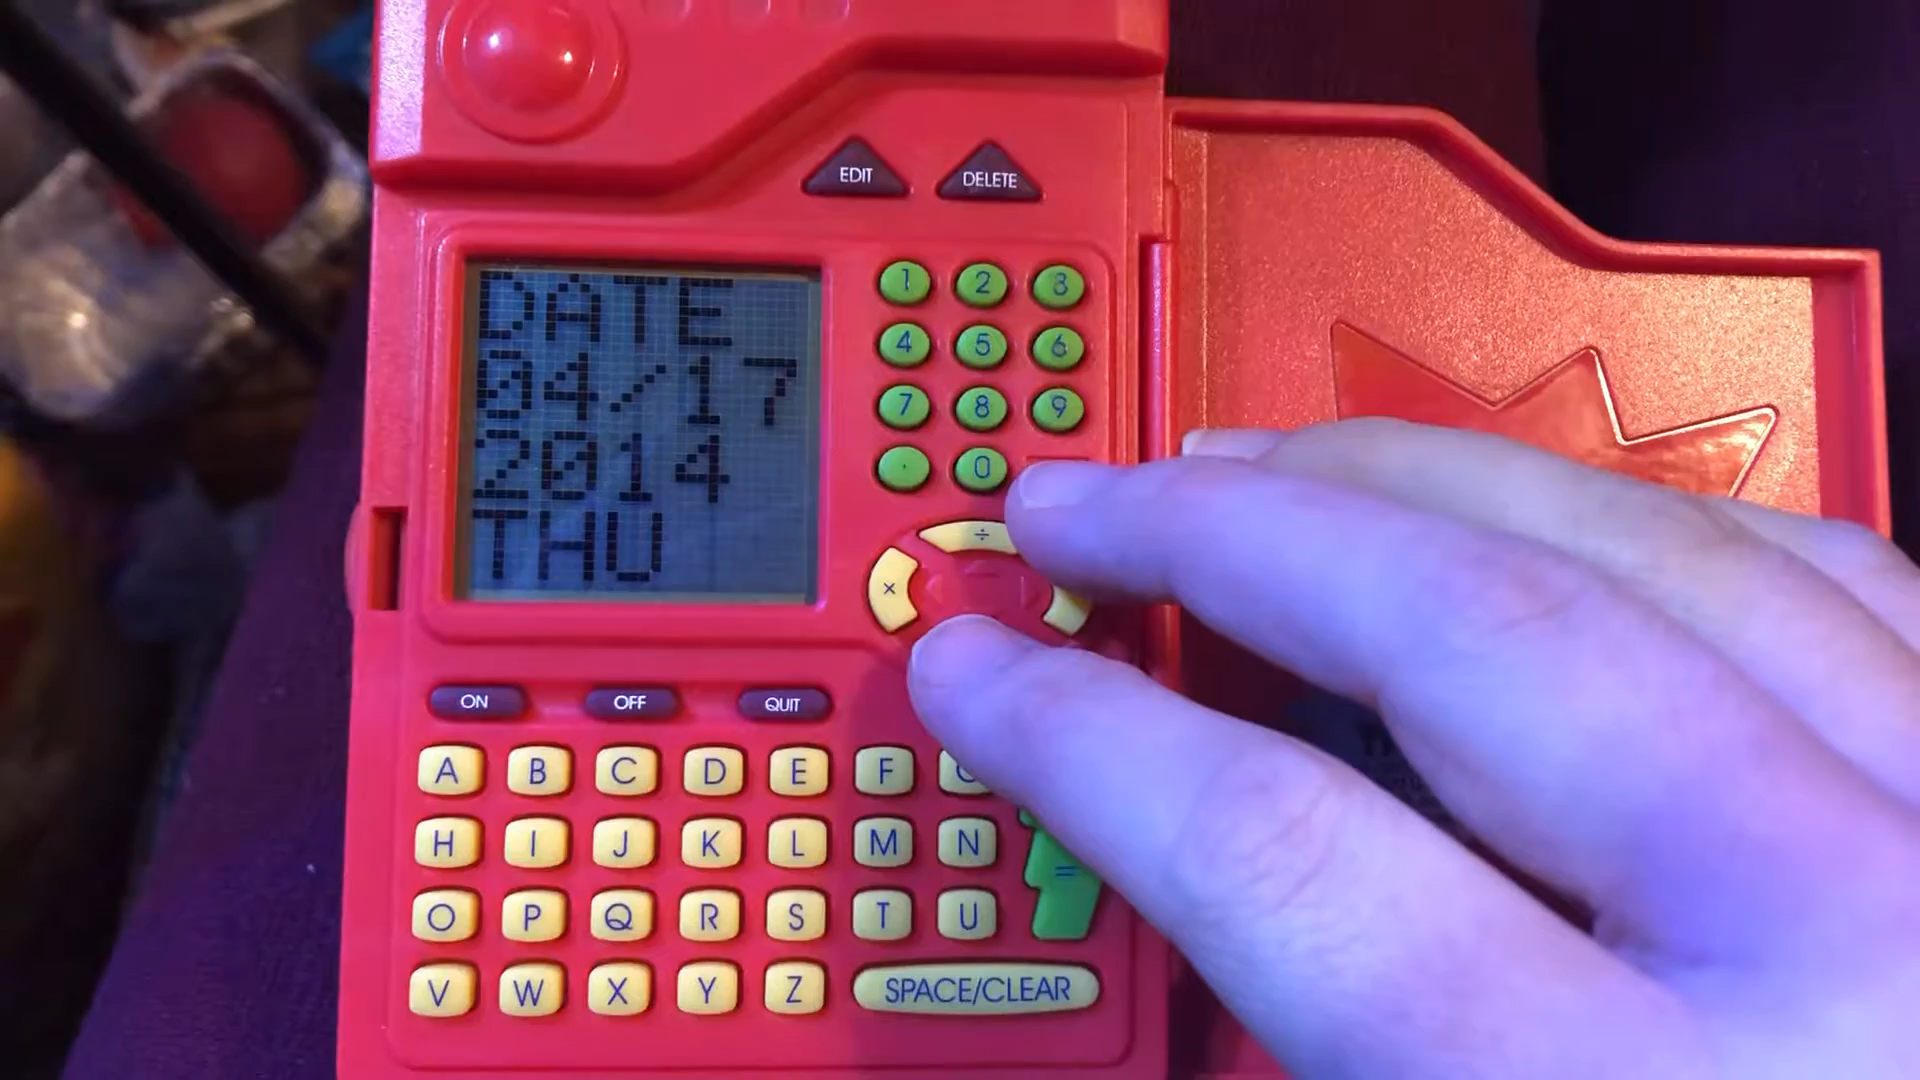 EDIT DELETE
DATE
04/17
2014
THU
1 2 3
4 5 6
7 8 9
· 0
÷
×
ON OFF QUIT
A B C D E F
H I J K L M N
=
O P Q R S T U
V W X Y Z SPACE/CLEAR